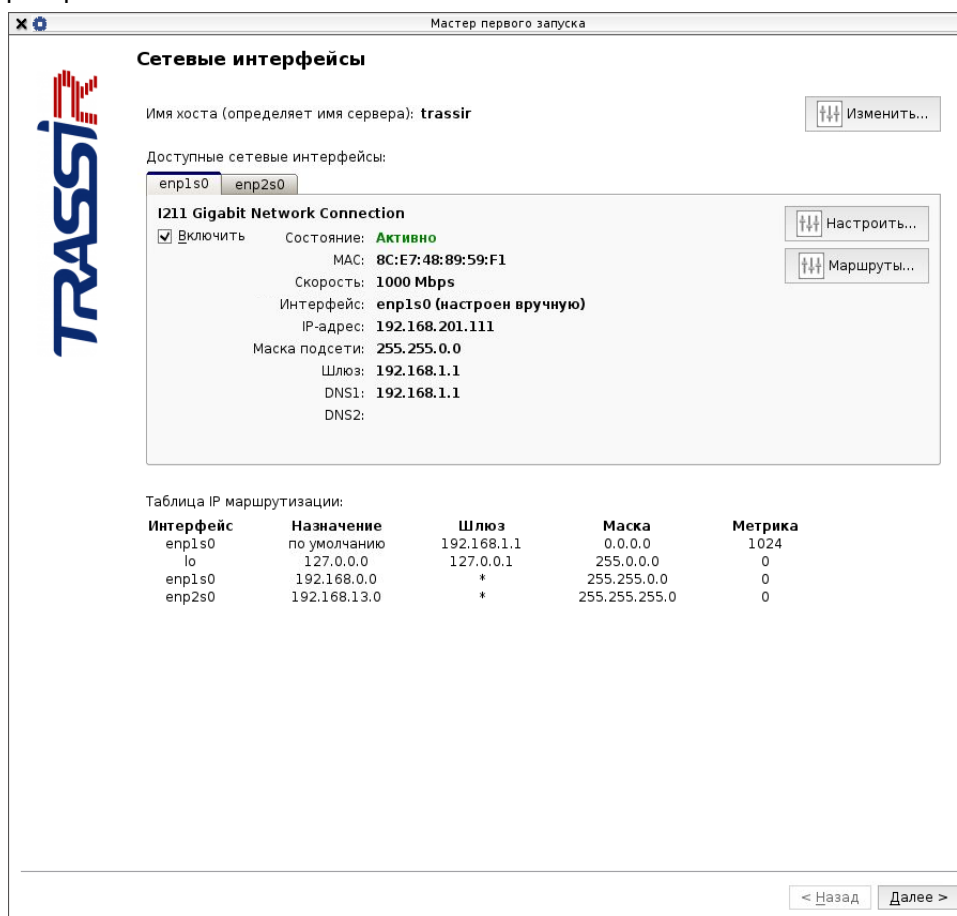 Мастер первого запуска
TRASSIR
Сетевые интерфейсы
Имя хоста (определяет имя сервера): trassir
Изменить...
Доступные сетевые интерфейсы:
enp1s0 enp2s0
I211 Gigabit Network Connection
Настроить...
Включить Состояние: Активно
MAC: 8C:E7:48:89:59:F1
Маршруты...
Скорость: 1000 Mbps
Интерфейс: enp1s0 (настроен вручную)
IP-адрес: 192.168.201.111
Маска подсети: 255.255.0.0
Шлюз: 192.168.1.1
DNS1: 192.168.1.1
DNS2:
Таблица IP маршрутизации:
Интерфейс Назначение Шлюз Маска Метрика
enp1s0 по умолчанию 192.168.1.1 0.0.0.0 1024
lo 127.0.0.0 127.0.0.1 255.0.0.0 0
enp1s0 192.168.0.0 * 255.255.0.0 0
enp2s0 192.168.13.0 * 255.255.255.0 0
< Назад Далее >